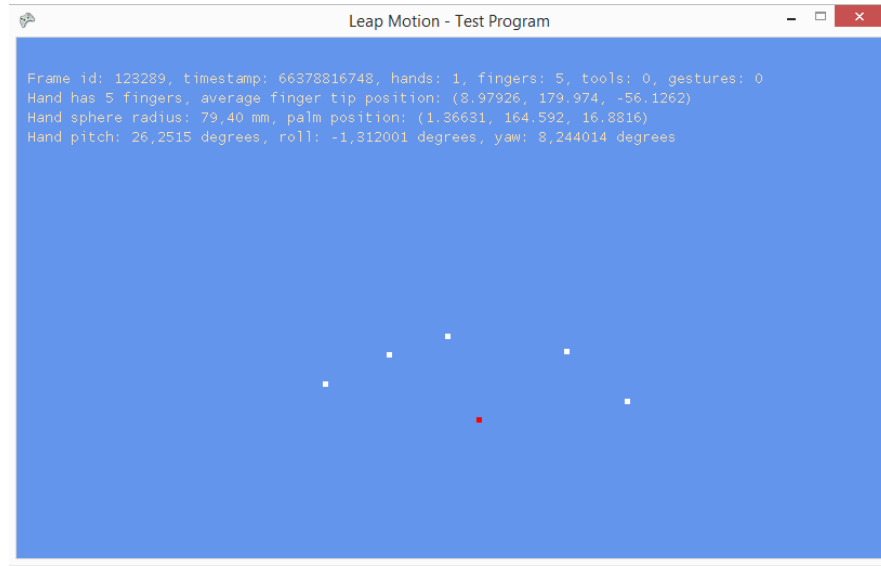 Leap Motion - Test Program
Frame id: 123289, timestamp: 66378816748, hands: 1, fingers: 5, tools: 0, gestures: 0
Hand has 5 fingers, average finger tip position: (8.97926, 179.974, -56.1262)
Hand sphere radius: 79,40 mm, palm position: (1.36631, 164.592, 16.8816)
Hand pitch: 26,2515 degrees, roll: -1,312001 degrees, yaw: 8,244014 degrees